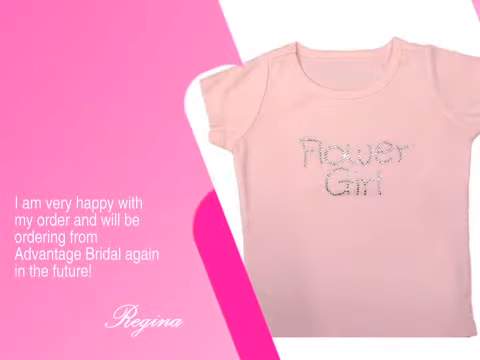 I am very happy with
my order and will be
ordering from
Advantage Bridal again
in the future!
Regina
Flower
Girl